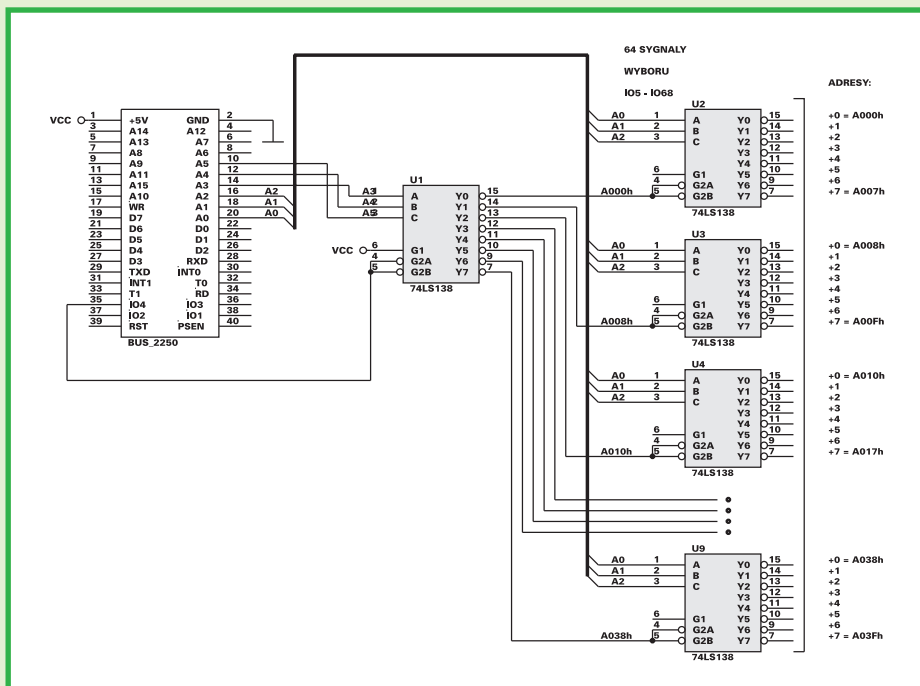 64 SYGNALY
WYBORU
IO5 - IO68
ADRESY:
VCC
1 +5V GND 2
3 A14 A12 4
5 A13 A7 6
7 A8 A6 8
9 A9 A5 10
11 A11 A4 12
13 A15 A3 14
15 A10 A2 16 A2
17 WR A1 18 A1
19 D7 A0 20 A0
21 D6 D0 22
23 D5 D1 24
25 D4 D2 26
27 D3 RXD 28
29 TXD INT0 30
31 INT1 T0 32
33 T1 RD 34
35 IO4 IO3 36
37 IO2 IO1 38
39 RST PSEN 40
BUS_2250
U1
A3 1 A Y0 15
A4 2 B Y1 14
A5 3 C Y2 13
Y3 12
Y4 11
VCC 6 G1 Y5 10
4 G2A Y6 9
5 G2B Y7 7
74LS138
U2
A0 1 A Y0 15 +0 = A000h
A1 2 B Y1 14 +1
A2 3 C Y2 13 +2
Y3 12 +3
Y4 11 +4
6 G1 Y5 10 +5
4 G2A Y6 9 +6
A000h 5 G2B Y7 7 +7 = A007h
74LS138
U3
A0 1 A Y0 15 +0 = A008h
A1 2 B Y1 14 +1
A2 3 C Y2 13 +2
Y3 12 +3
Y4 11 +4
6 G1 Y5 10 +5
4 G2A Y6 9 +6
A008h 5 G2B Y7 7 +7 = A00Fh
74LS138
U4
A0 1 A Y0 15 +0 = A010h
A1 2 B Y1 14 +1
A2 3 C Y2 13 +2
Y3 12 +3
Y4 11 +4
6 G1 Y5 10 +5
4 G2A Y6 9 +6
A010h 5 G2B Y7 7 +7 = A017h
74LS138
U9
A0 1 A Y0 15 +0 = A038h
A1 2 B Y1 14 +1
A2 3 C Y2 13 +2
Y3 12 +3
Y4 11 +4
6 G1 Y5 10 +5
4 G2A Y6 9 +6
A038h 5 G2B Y7 7 +7 = A03Fh
74LS138